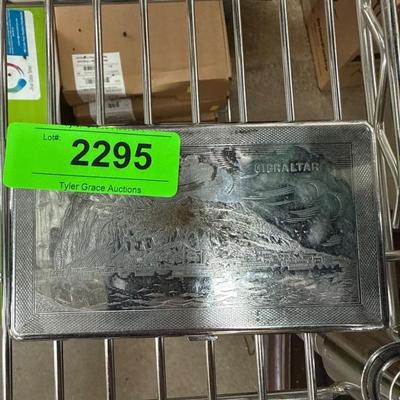 Lot#:
2295
Tyler Grace Auctions
GIBRALTAR